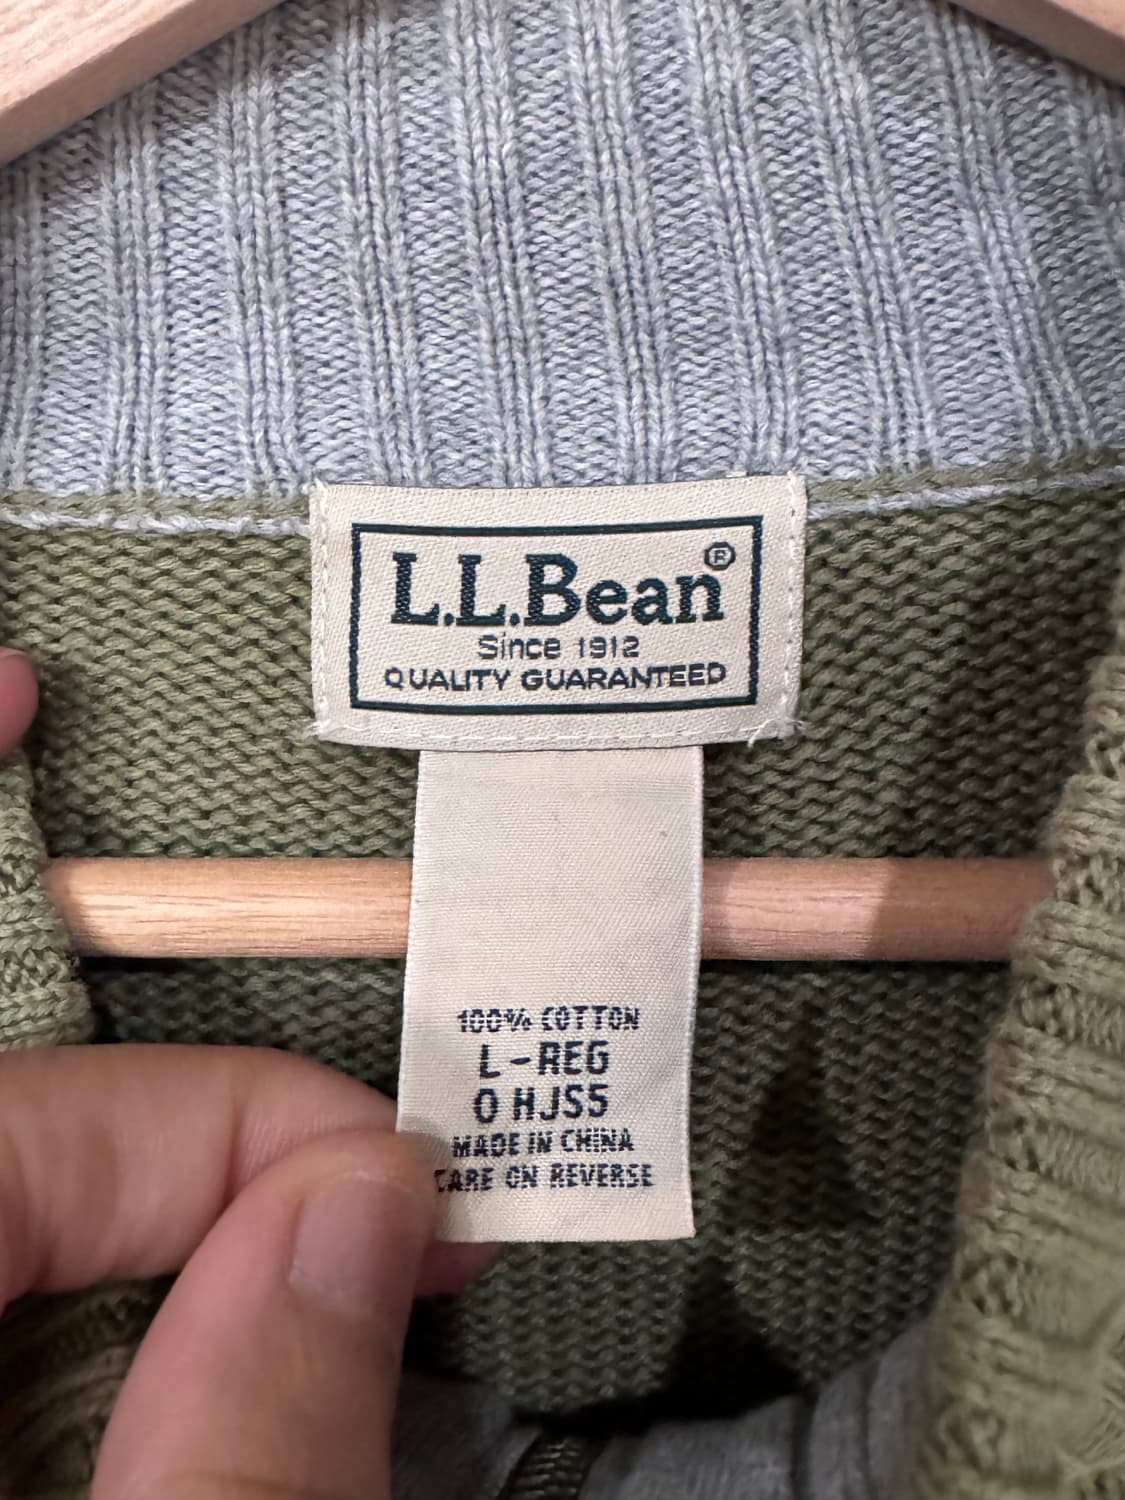 L.L.Bean®
Since 1912
QUALITY GUARANTEED
100% COTTON
L-REG
0 HJS5
MADE IN CHINA
CARE ON REVERSE